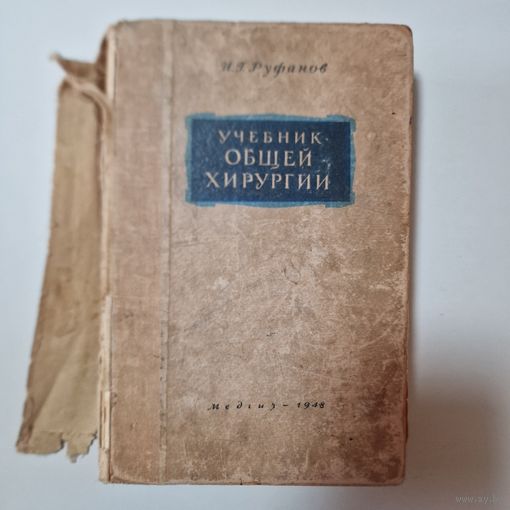 И.Г.Руфанов
УЧЕБНИК
ОБЩЕЙ
ХИРУРГИИ
Медгиз - 1948